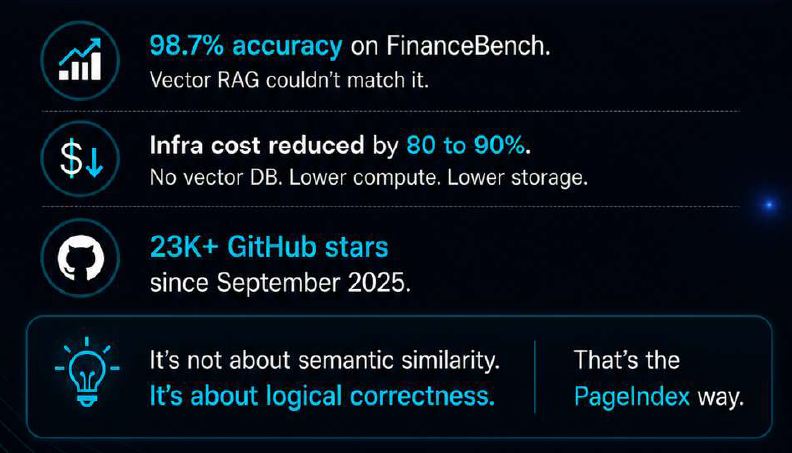 98.7% accuracy on FinanceBench.
Vector RAG couldn't match it.
Infra cost reduced by 80 to 90%.
No vector DB. Lower compute. Lower storage.
23K+ GitHub stars
since September 2025.
It's not about semantic similarity.
It's about logical correctness.
That's the
PageIndex way.